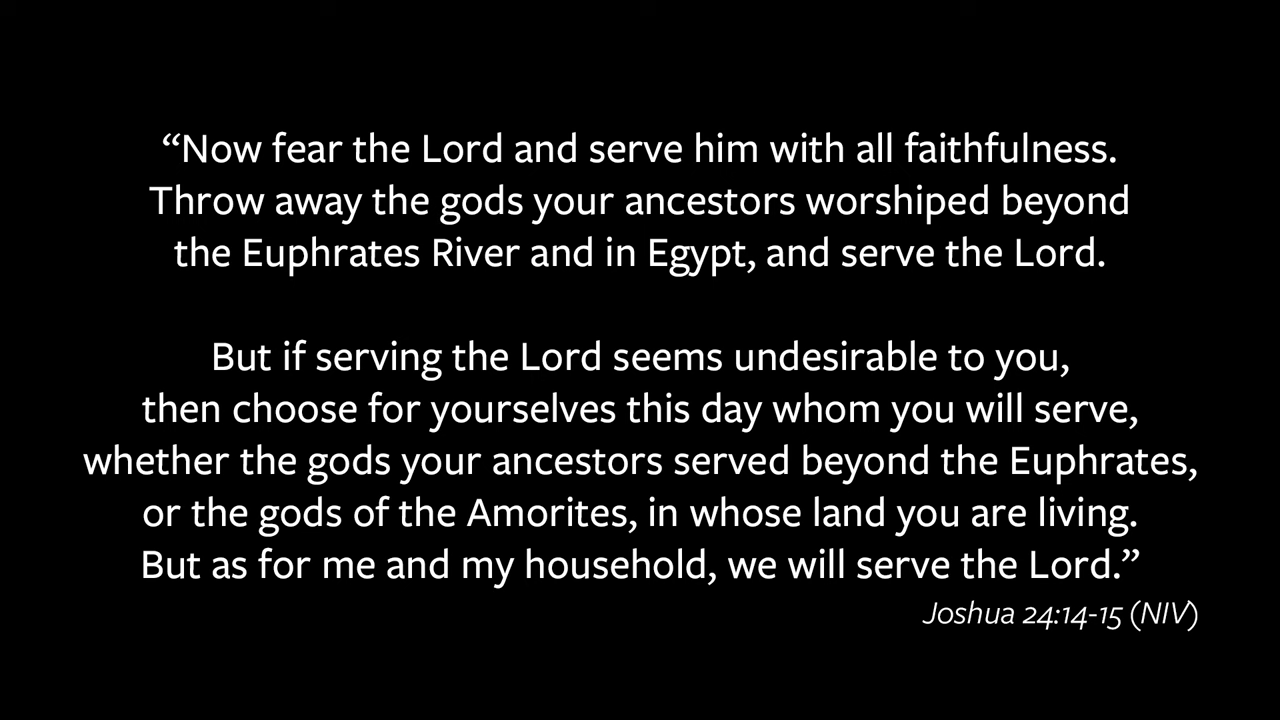 “Now fear the Lord and serve him with all faithfulness.
Throw away the gods your ancestors worshiped beyond
the Euphrates River and in Egypt, and serve the Lord.
But if serving the Lord seems undesirable to you,
then choose for yourselves this day whom you will serve,
whether the gods your ancestors served beyond the Euphrates,
or the gods of the Amorites, in whose land you are living.
But as for me and my household, we will serve the Lord.”
Joshua 24:14-15 (NIV)